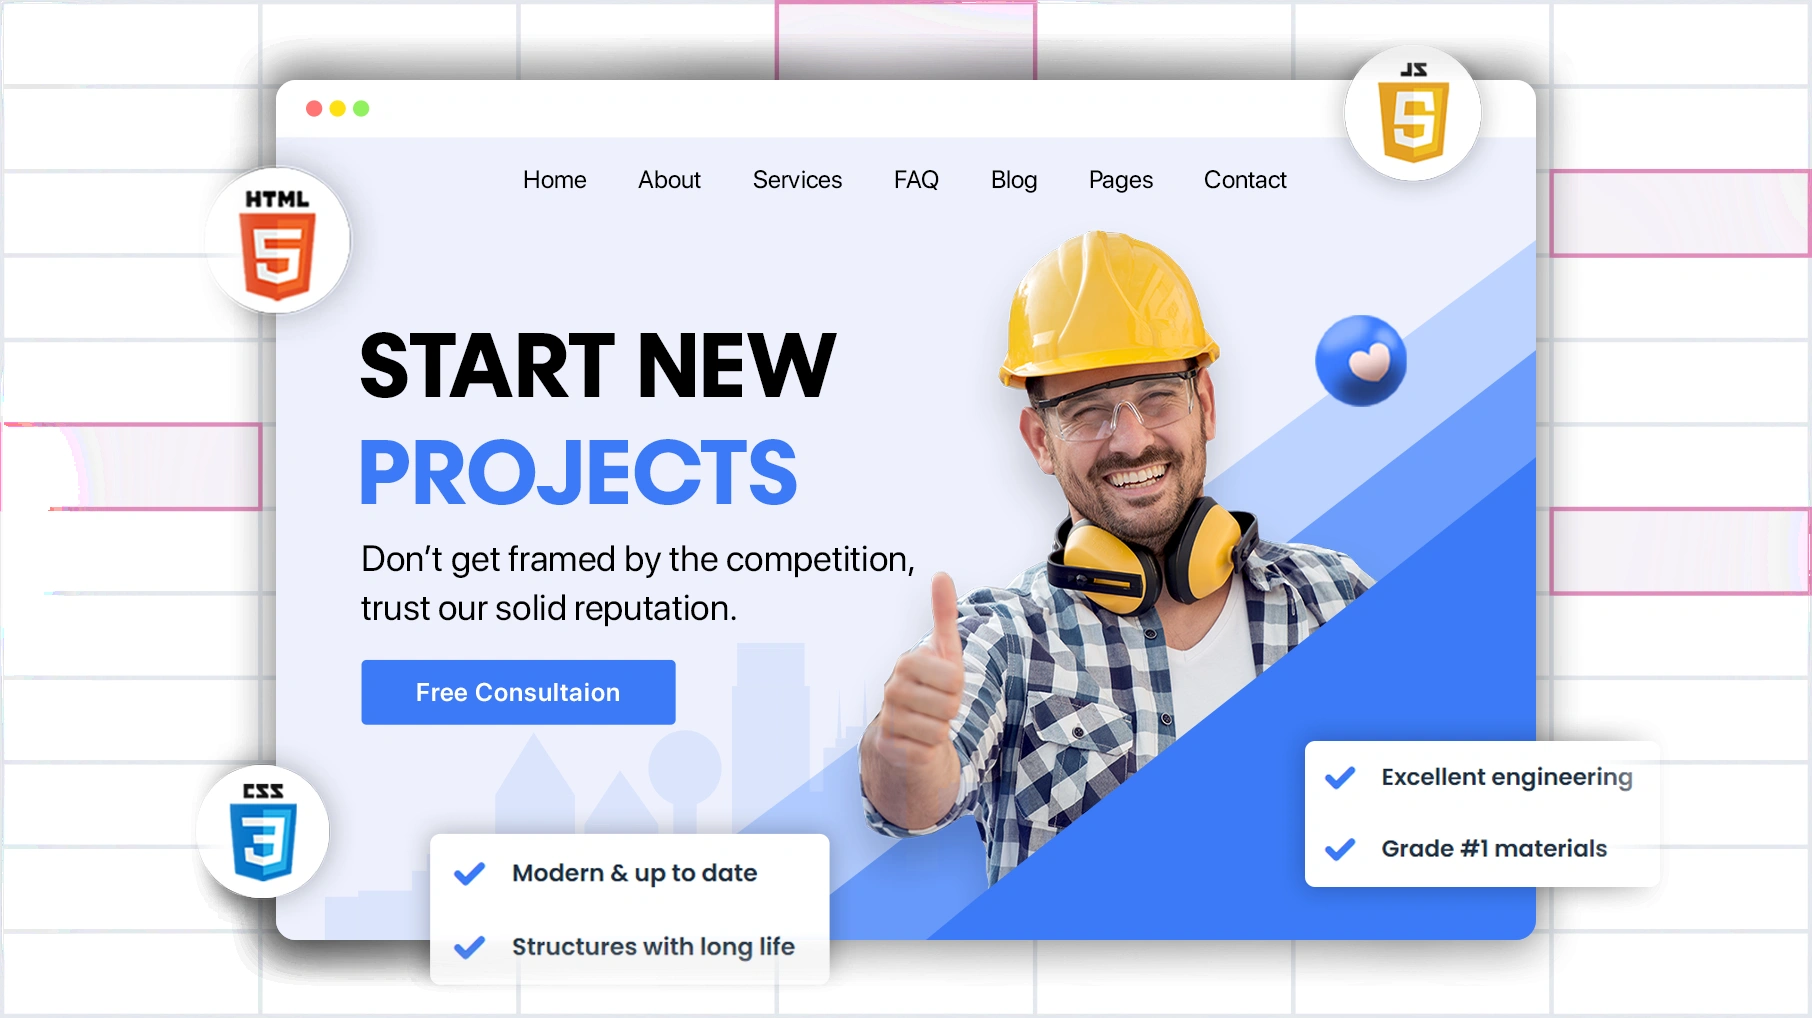 JS
Home About Services FAQ Blog Pages Contact
HTML
5
START NEW
PROJECTS
Don’t get framed by the competition,
trust our solid reputation.
Free Consultaion
CSS
3
Modern & up to date
Structures with long life
Excellent engineering
Grade #1 materials